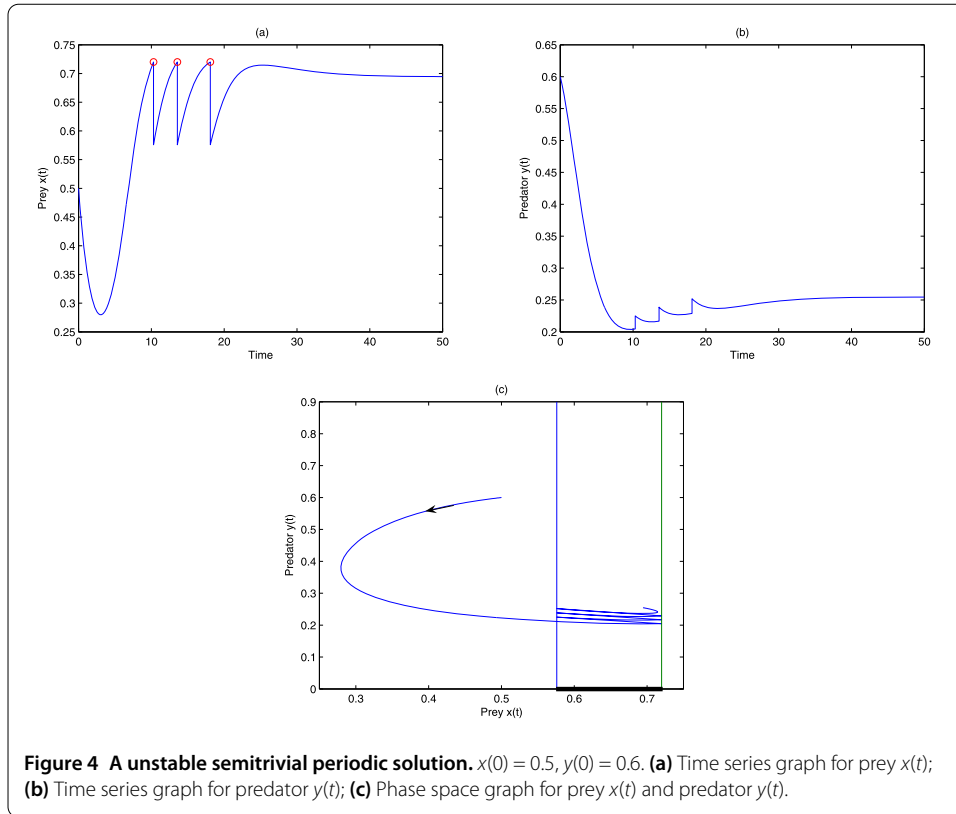 (a)
0.75
0.7
0.65
0.6
0.55
0.5
0.45
0.4
0.35
0.3
0.25
0 10 20 30 40 50
Prey x(t)
Time
(b)
0.65
0.6
0.55
0.5
0.45
0.4
0.35
0.3
0.25
0.2
0 10 20 30 40 50
Predator y(t)
Time
(c)
0.9
0.8
0.7
0.6
0.5
0.4
0.3
0.2
0.1
0
0.3 0.4 0.5 0.6 0.7
Predator y(t)
Prey x(t)
Figure 4 A unstable semitrivial periodic solution. x(0) = 0.5, y(0) = 0.6. (a) Time series graph for prey x(t);
(b) Time series graph for predator y(t); (c) Phase space graph for prey x(t) and predator y(t).